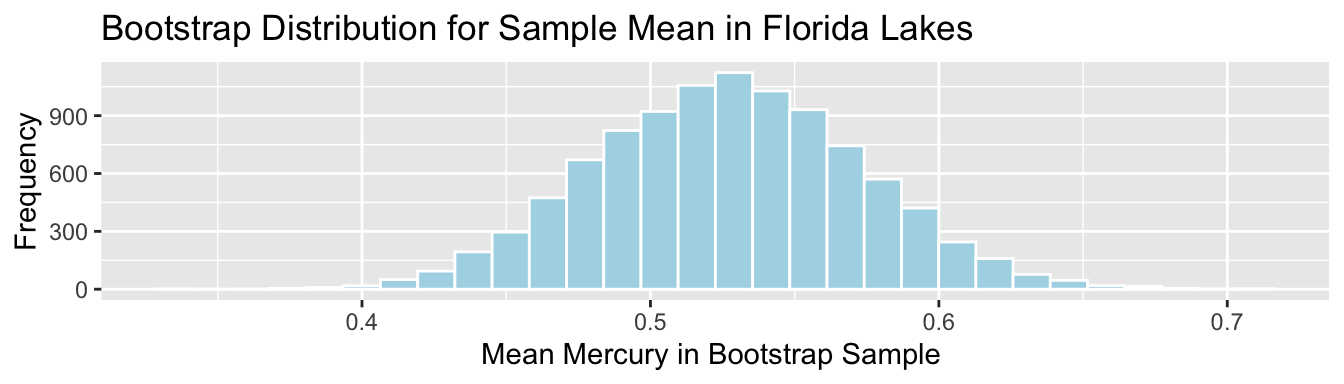 Bootstrap Distribution for Sample Mean in Florida Lakes
Frequency
900
600
300
0
0.4 0.5 0.6 0.7
Mean Mercury in Bootstrap Sample